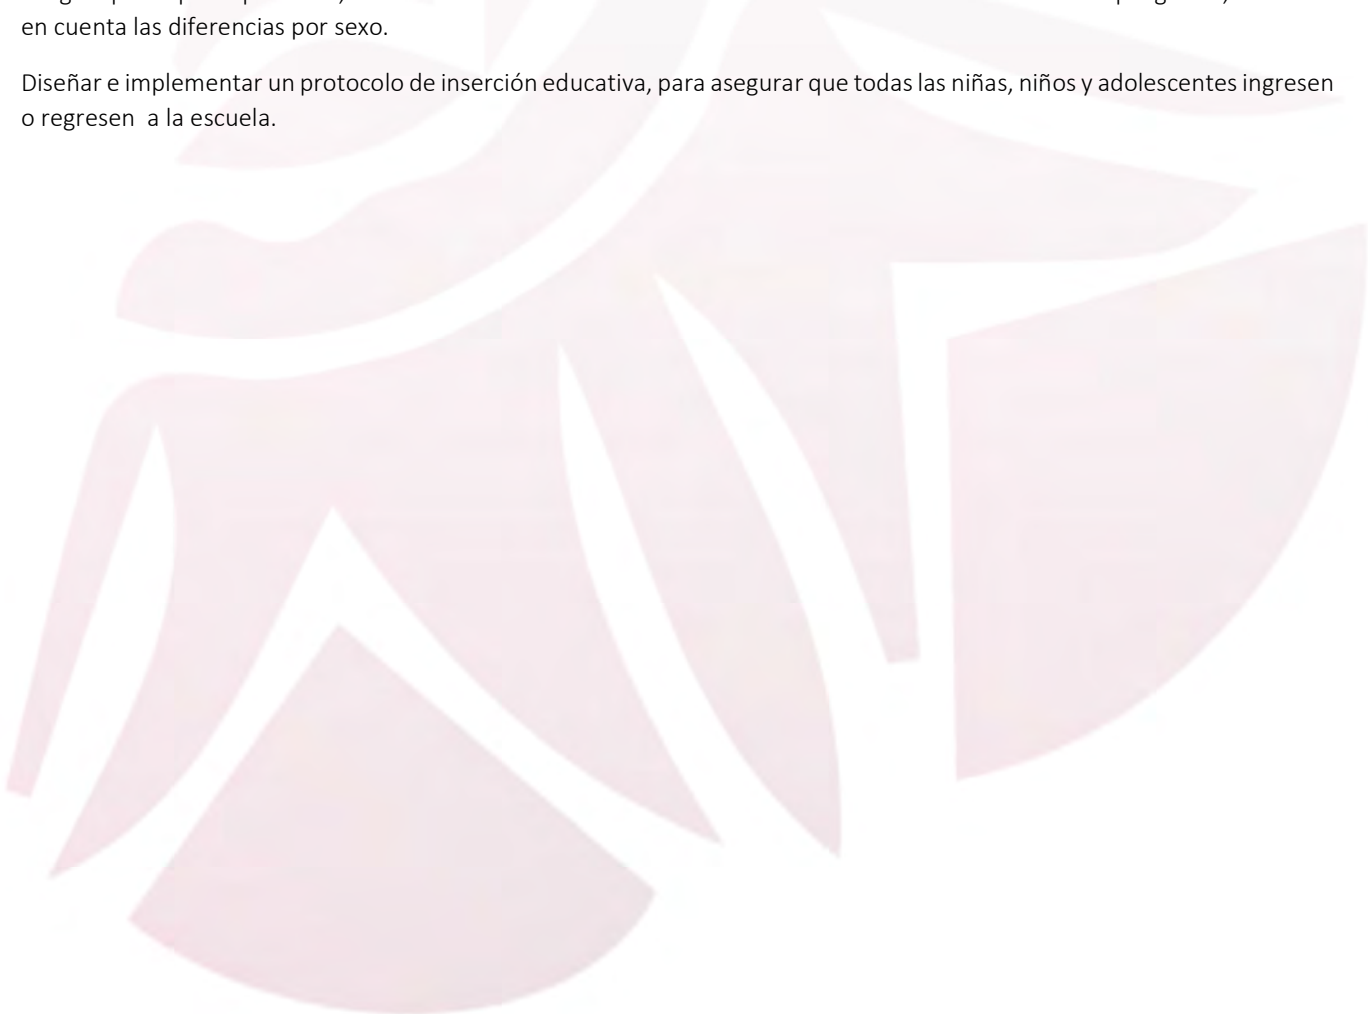 en cuenta las diferencias por sexo.
Diseñar e implementar un protocolo de inserción educativa, para asegurar que todas las niñas, niños y adolescentes ingresen
o regresen  a la escuela.